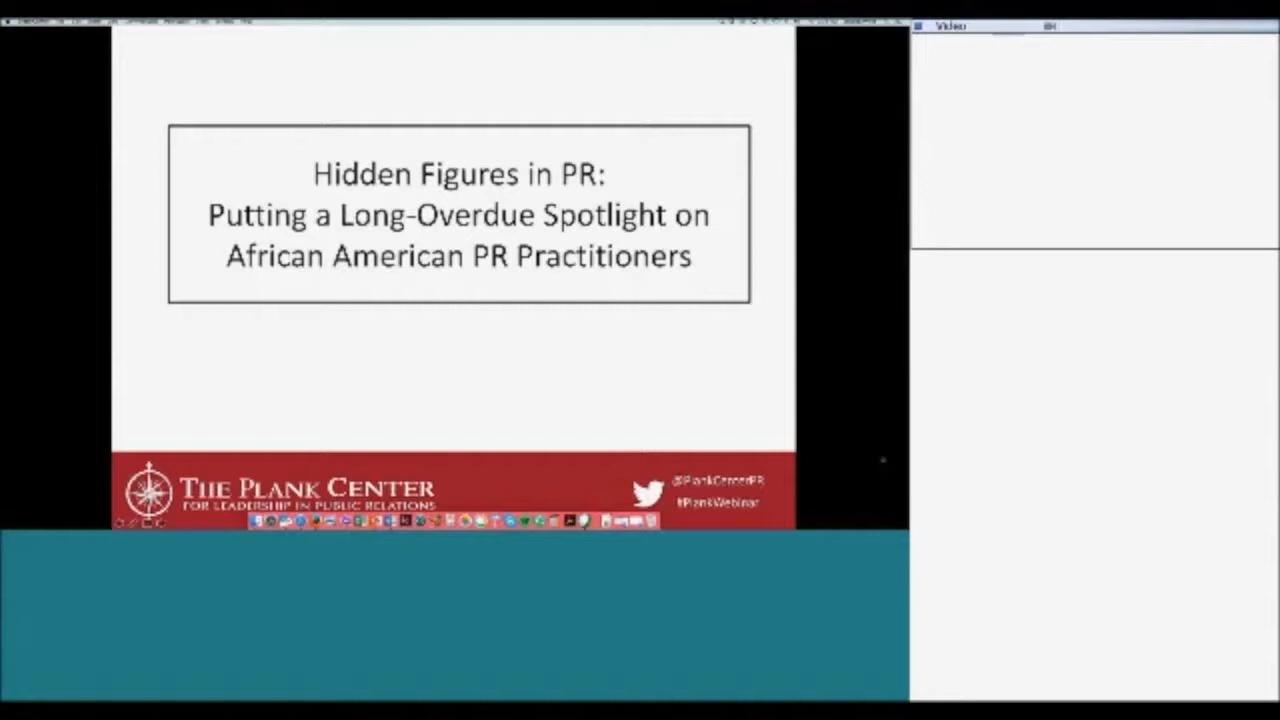 Video
Hidden Figures in PR:
Putting a Long-Overdue Spotlight on
African American PR Practitioners
THE PLANK CENTER
FOR LEADERSHIP IN PUBLIC RELATIONS
@PlankCenterPR
#PlankWebinar